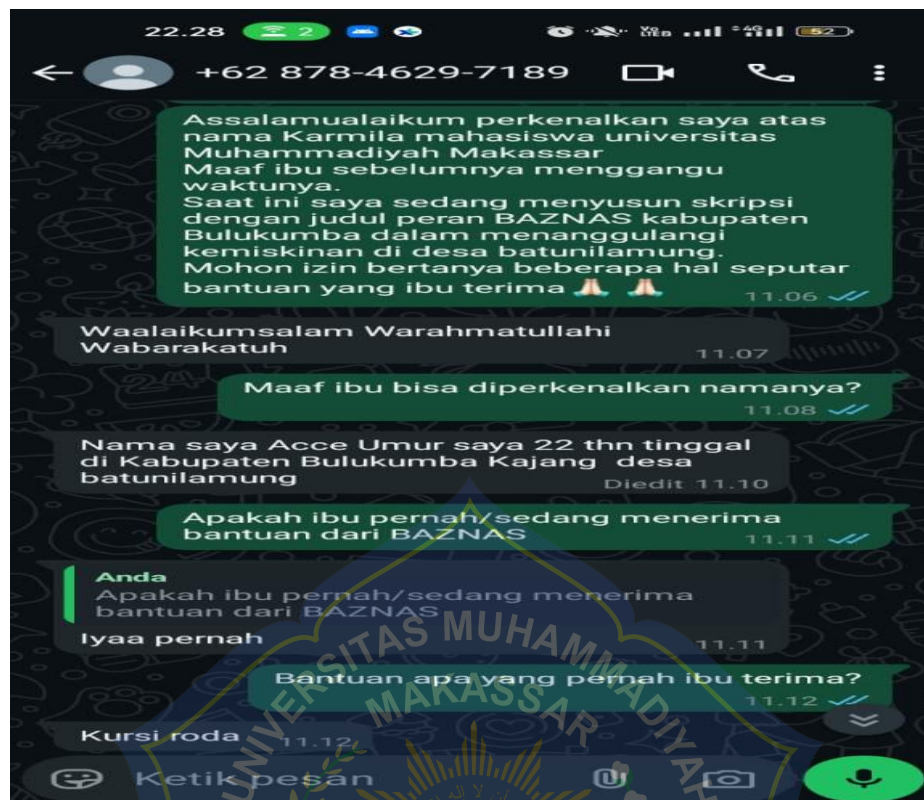 22.28 2 Vo LTE 4G 52
+62 878-4629-7189
Assalamualaikum perkenalkan saya atas
nama Karmila mahasiswa universitas
Muhammadiyah Makassar
Maaf ibu sebelumnya menggangu
waktunya.
Saat ini saya sedang menyusun skripsi
dengan judul peran BAZNAS kabupaten
Bulukumba dalam menanggulangi
kemiskinan di desa batunilamung.
Mohon izin bertanya beberapa hal seputar
bantuan yang ibu terima 🙏🏻 🙏🏻
11.06
Waalaikumsalam Warahmatullahi
Wabarakatuh
11.07
Maaf ibu bisa diperkenalkan namanya?
11.08
Nama saya Acce Umur saya 22 thn tinggal
di Kabupaten Bulukumba Kajang desa
batunilamung
Diedit 11.10
Apakah ibu pernah/sedang menerima
bantuan dari BAZNAS
11.11
Anda
Apakah ibu pernah/sedang menerima
bantuan dari BAZNAS
Iyaa pernah
11.11
Bantuan apa yang pernah ibu terima?
11.12
Kursi roda 11.12
Ketik pesan
UNIVERSITAS MUHAMMADIYAH
MAKASSAR